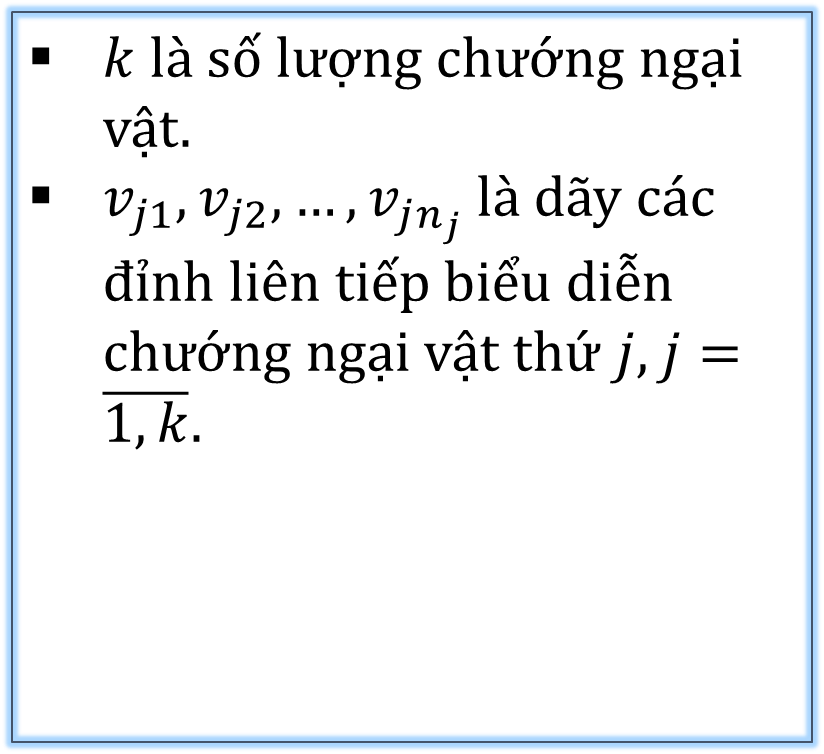 ▪ k là số lượng chướng ngại
vật.
▪ v_{j1}, v_{j2}, … , v_{jn_j} là dãy các
đỉnh liên tiếp biểu diễn
chướng ngại vật thứ j, j =
\overline{1, k}.